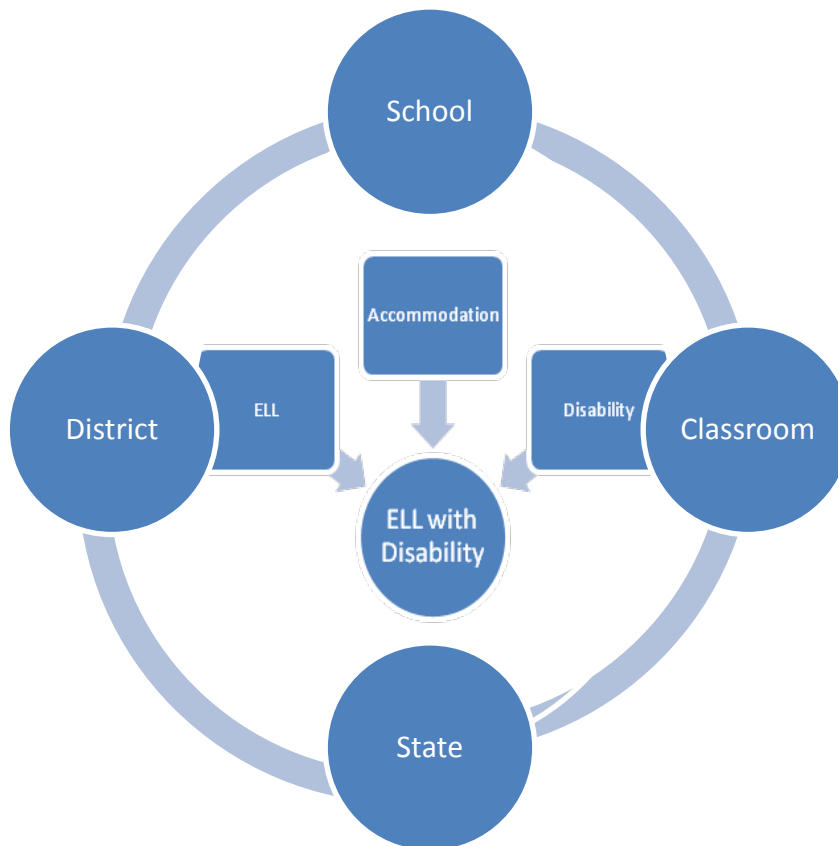 School
Accommodation
District
ELL
Disability
Classroom
ELL with
Disability
State